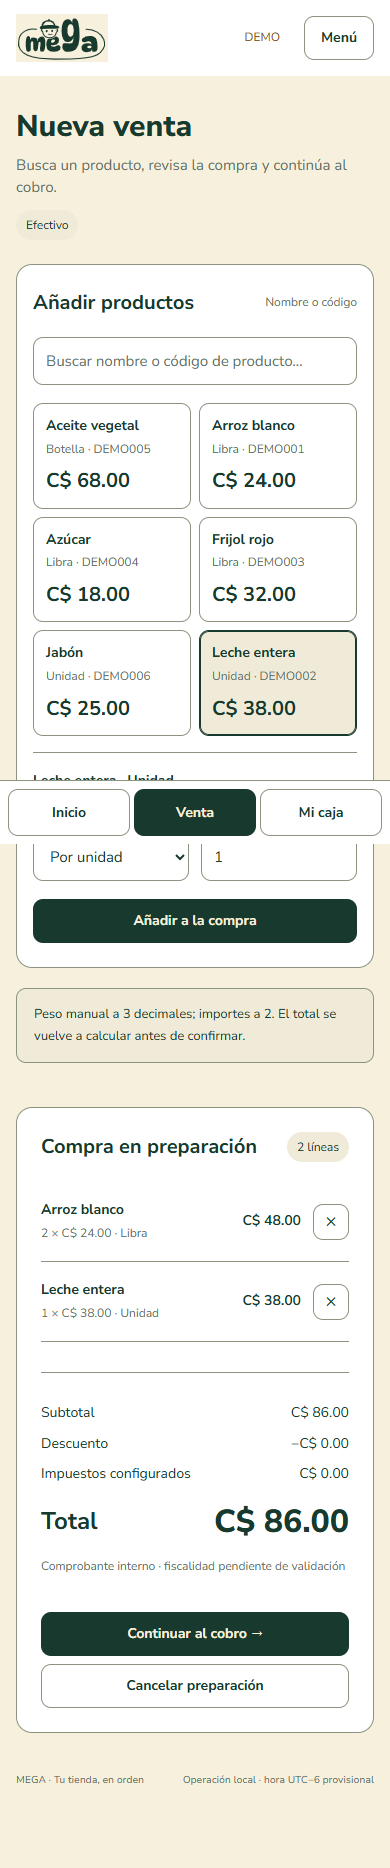 mega
DEMO
Menú
Nueva venta
Busca un producto, revisa la compra y continúa al
cobro.
Efectivo
Añadir productos
Nombre o código
Buscar nombre o código de producto...
Aceite vegetal
Botella · DEMO005
C$ 68.00
Arroz blanco
Libra · DEMO001
C$ 24.00
Azúcar
Libra · DEMO004
C$ 18.00
Frijol rojo
Libra · DEMO003
C$ 32.00
Jabón
Unidad · DEMO006
C$ 25.00
Leche entera
Unidad · DEMO002
C$ 38.00
Leche entera · Unidad
Inicio
Venta
Mi caja
Por unidad
1
Añadir a la compra
Peso manual a 3 decimales; importes a 2. El total se
vuelve a calcular antes de confirmar.
Compra en preparación
2 líneas
Arroz blanco
2 × C$ 24.00 · Libra
C$ 48.00
×
Leche entera
1 × C$ 38.00 · Unidad
C$ 38.00
×
Subtotal
C$ 86.00
Descuento
−C$ 0.00
Impuestos configurados
C$ 0.00
Total
C$ 86.00
Comprobante interno · fiscalidad pendiente de validación
Continuar al cobro →
Cancelar preparación
MEGA · Tu tienda, en orden
Operación local · hora UTC−6 provisional